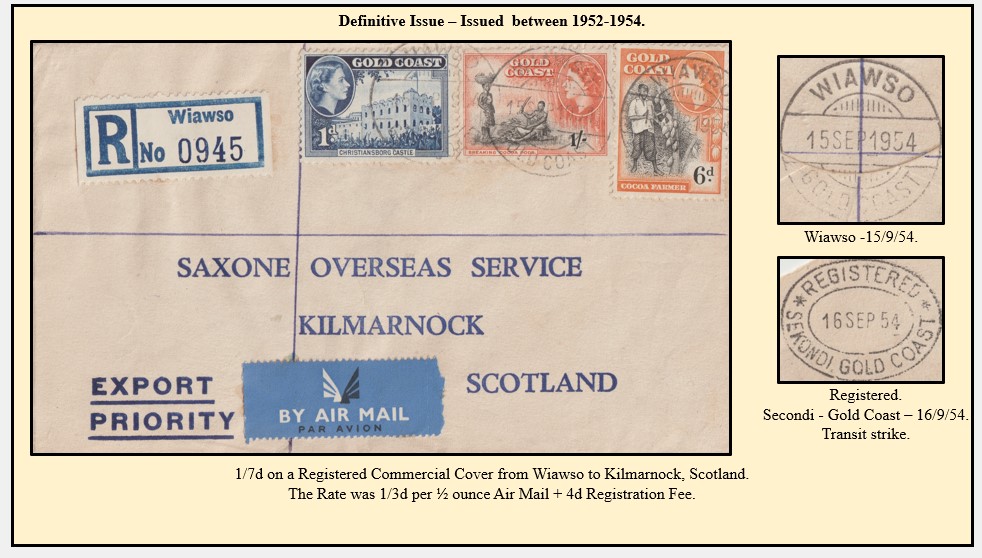 Definitive Issue – Issued between 1952-1954.
R
Wiawso
No 0945
GOLD COAST
1d.
CHRISTIANSBORG CASTLE
GOLD COAST
1/-
BREAKING COCOA PODS
GOLD COAST
6d.
COCOA FARMER
SAXONE OVERSEAS SERVICE
KILMARNOCK
SCOTLAND
EXPORT
PRIORITY
BY AIR MAIL
PAR AVION
WIAWSO
15SEP1954
GOLD COAST
Wiawso -15/9/54.
*REGISTERED*
16SEP54
SEKONDI, GOLD COAST
Registered.
Secondi - Gold Coast – 16/9/54.
Transit strike.
1/7d on a Registered Commercial Cover from Wiawso to Kilmarnock, Scotland.
The Rate was 1/3d per ½ ounce Air Mail + 4d Registration Fee.